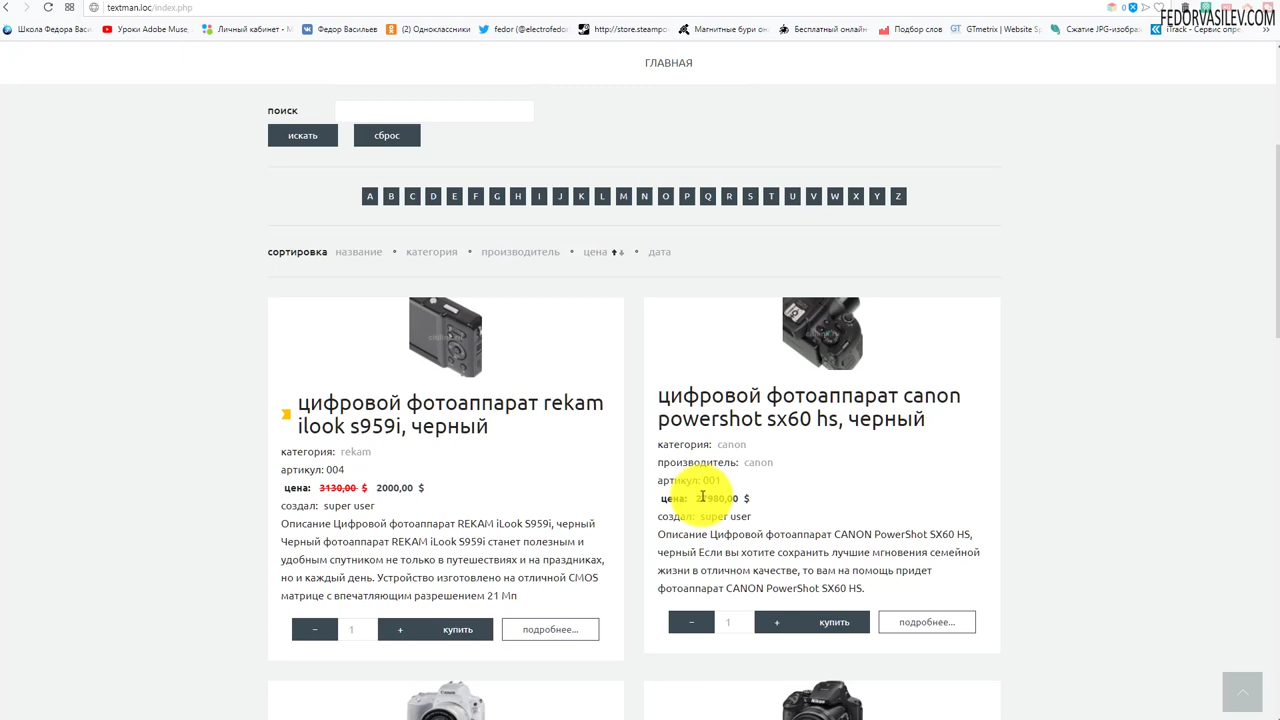 textman.loc/index.php
FEDORVASILEV.COM
Школа Федора Васи.
Уроки Adobe Muse,
Личный кабинет - М
Федор Васильев
(2) Одноклассники
fedor (@electrofedo
http://store.steampo
Магнитные бури он
Бесплатный онлайн
Подбор слов
GTmetrix | Website S
Сжатие JPG-изобра
iTrack - Сервис опре
ГЛАВНАЯ
поиск
искать сброс
A B C D E F G H I J K L M N O P Q R S T U V W X Y Z
сортировка название • категория • производитель • цена • дата
цифровой фотоаппарат rekam
ilook s959i, черный
категория: rekam
артикул: 004
цена: 3130,00 $ 2000,00 $
создал: super user
Описание Цифровой фотоаппарат REKAM iLook S959i, черный
Черный фотоаппарат REKAM iLook S959i станет полезным и
удобным спутником не только в путешествиях и на праздниках,
но и каждый день. Устройство изготовлено на отличной CMOS
матрице с впечатляющим разрешением 21 Мп
− 1 + купить подробнее...
цифровой фотоаппарат canon
powershot sx60 hs, черный
категория: canon
производитель: canon
артикул: 001
цена: $
создал: super user
Описание Цифровой фотоаппарат CANON PowerShot SX60 HS,
черный Если вы хотите сохранить лучшие мгновения семейной
жизни в отличном качестве, то вам на помощь придет
фотоаппарат CANON PowerShot SX60 HS.
− 1 + купить подробнее...